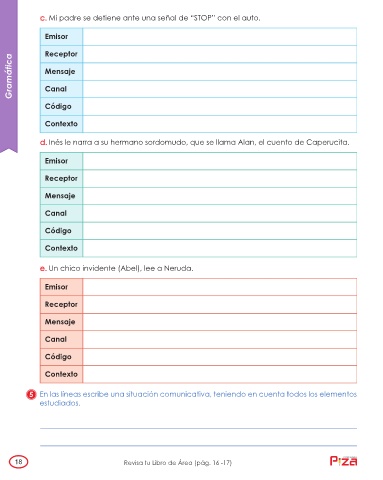 c. Mi padre se detiene ante una señal de “STOP” con el auto.
Emisor
Receptor
Mensaje
Canal
Código
Contexto
Gramática
d. Inés le narra a su hermano sordomudo, que se llama Alan, el cuento de Caperucita.
Emisor
Receptor
Mensaje
Canal
Código
Contexto
e. Un chico invidente (Abel), lee a Neruda.
Emisor
Receptor
Mensaje
Canal
Código
Contexto
5 En las líneas escribe una situación comunicativa, teniendo en cuenta todos los elementos
estudiados.
18
Revisa tu Libro de Área (pág. 16 -17)